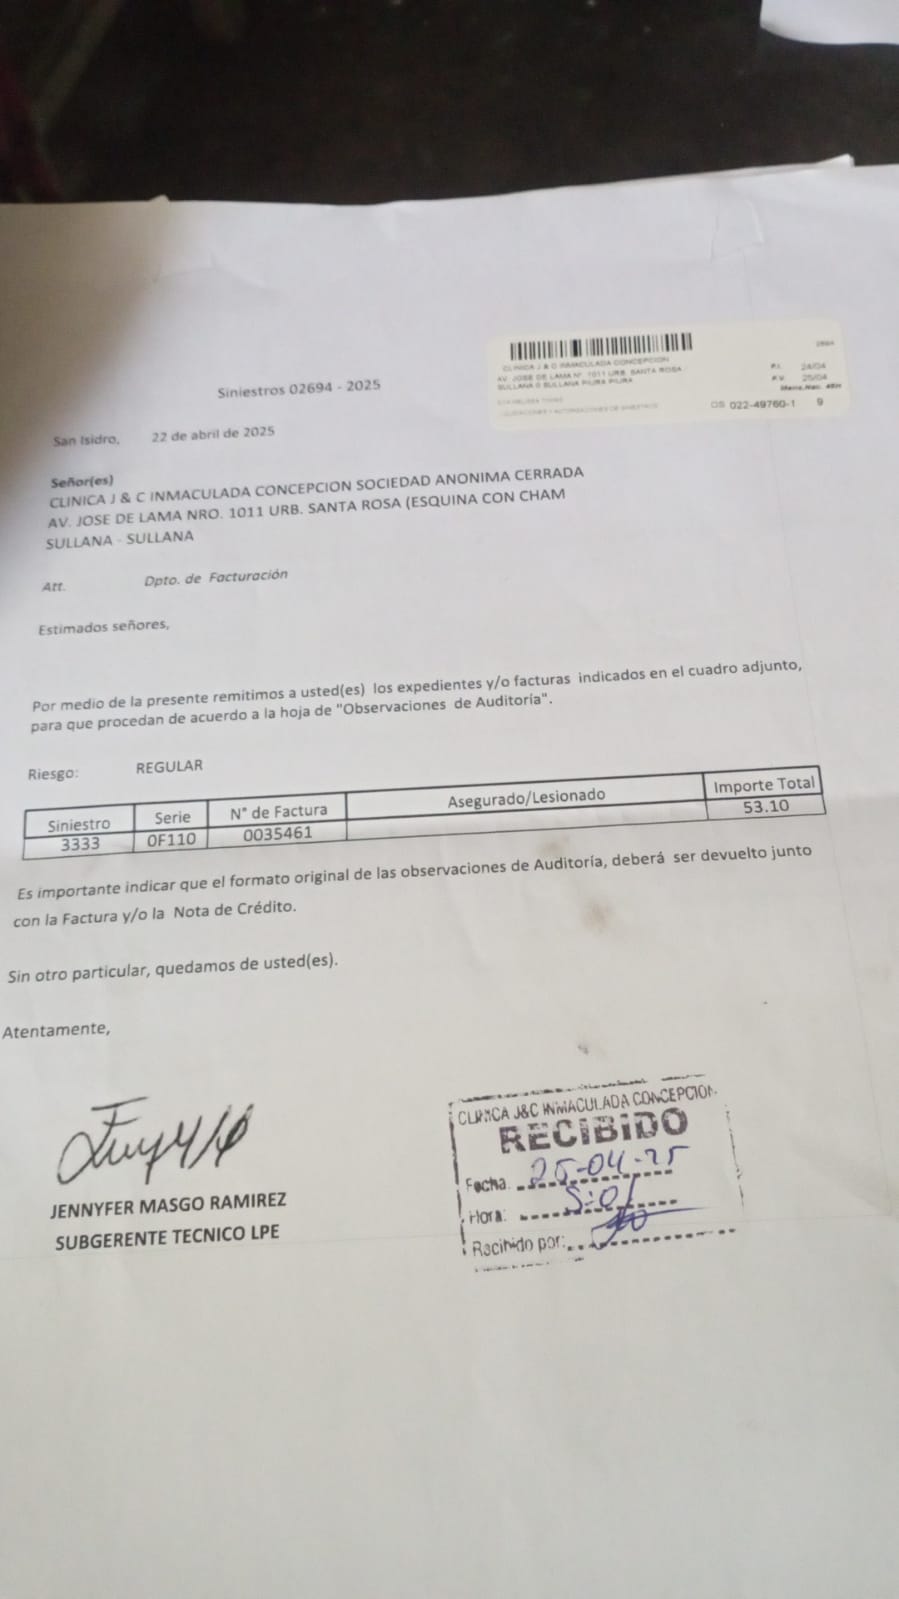 CLINICA J & C INMACULADA CONCEPCION
AV. JOSE DE LAMA Nº. 1011 URB. SANTA ROSA
SULLANA 0 SULLANA PIURA PIURA
24/04
25/04
OS 022-49760-1 9
Siniestros 02694 - 2025
San Isidro, 22 de abril de 2025
Señor(es)
CLINICA J & C INMACULADA CONCEPCION SOCIEDAD ANONIMA CERRADA
AV. JOSE DE LAMA NRO. 1011 URB. SANTA ROSA (ESQUINA CON CHAM
SULLANA - SULLANA
Att. Dpto. de Facturación
Estimados señores,
Por medio de la presente remitimos a usted(es) los expedientes y/o facturas indicados en el cuadro adjunto,
para que procedan de acuerdo a la hoja de "Observaciones de Auditoría".
Riesgo: REGULAR
Siniestro Serie N° de Factura Asegurado/Lesionado Importe Total
3333 0F110 0035461 53.10
Es importante indicar que el formato original de las observaciones de Auditoría, deberá ser devuelto junto
con la Factura y/o la Nota de Crédito.
Sin otro particular, quedamos de usted(es).
Atentamente,
JENNYFER MASGO RAMIREZ
SUBGERENTE TECNICO LPE
CLINICA J&C INMACULADA CONCEPCION
RECIBIDO
Fecha. 25-04-25
Hora:
Recibido por: